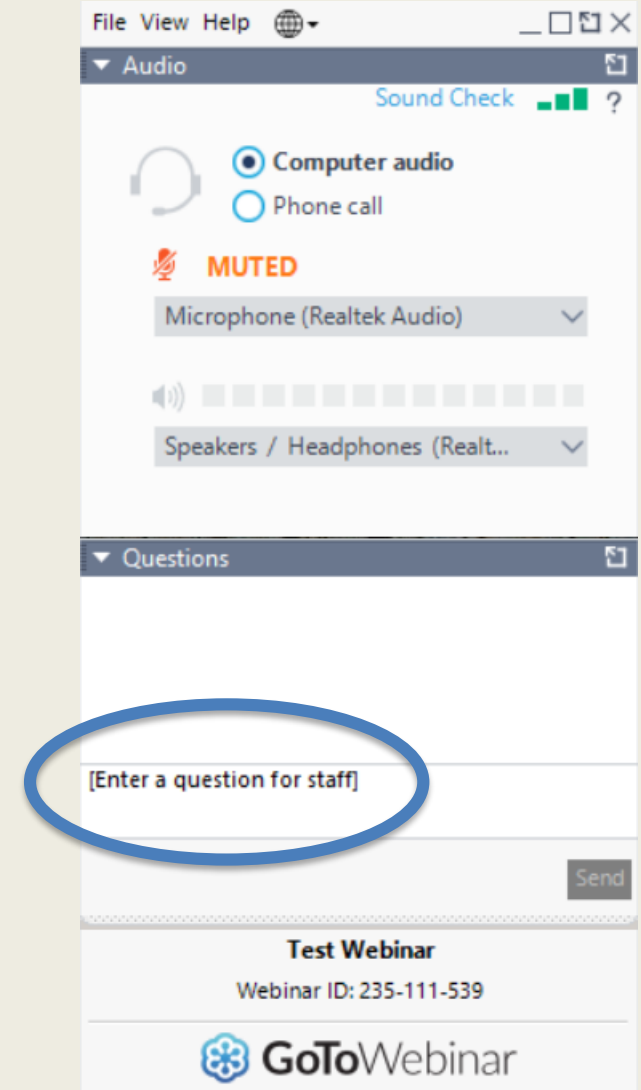 File View Help
Audio
Sound Check ?
Computer audio
Phone call
MUTED
Microphone (Realtek Audio)
Speakers / Headphones (Realt...
Questions
[Enter a question for staff]
Send
Test Webinar
Webinar ID: 235-111-539
GoToWebinar